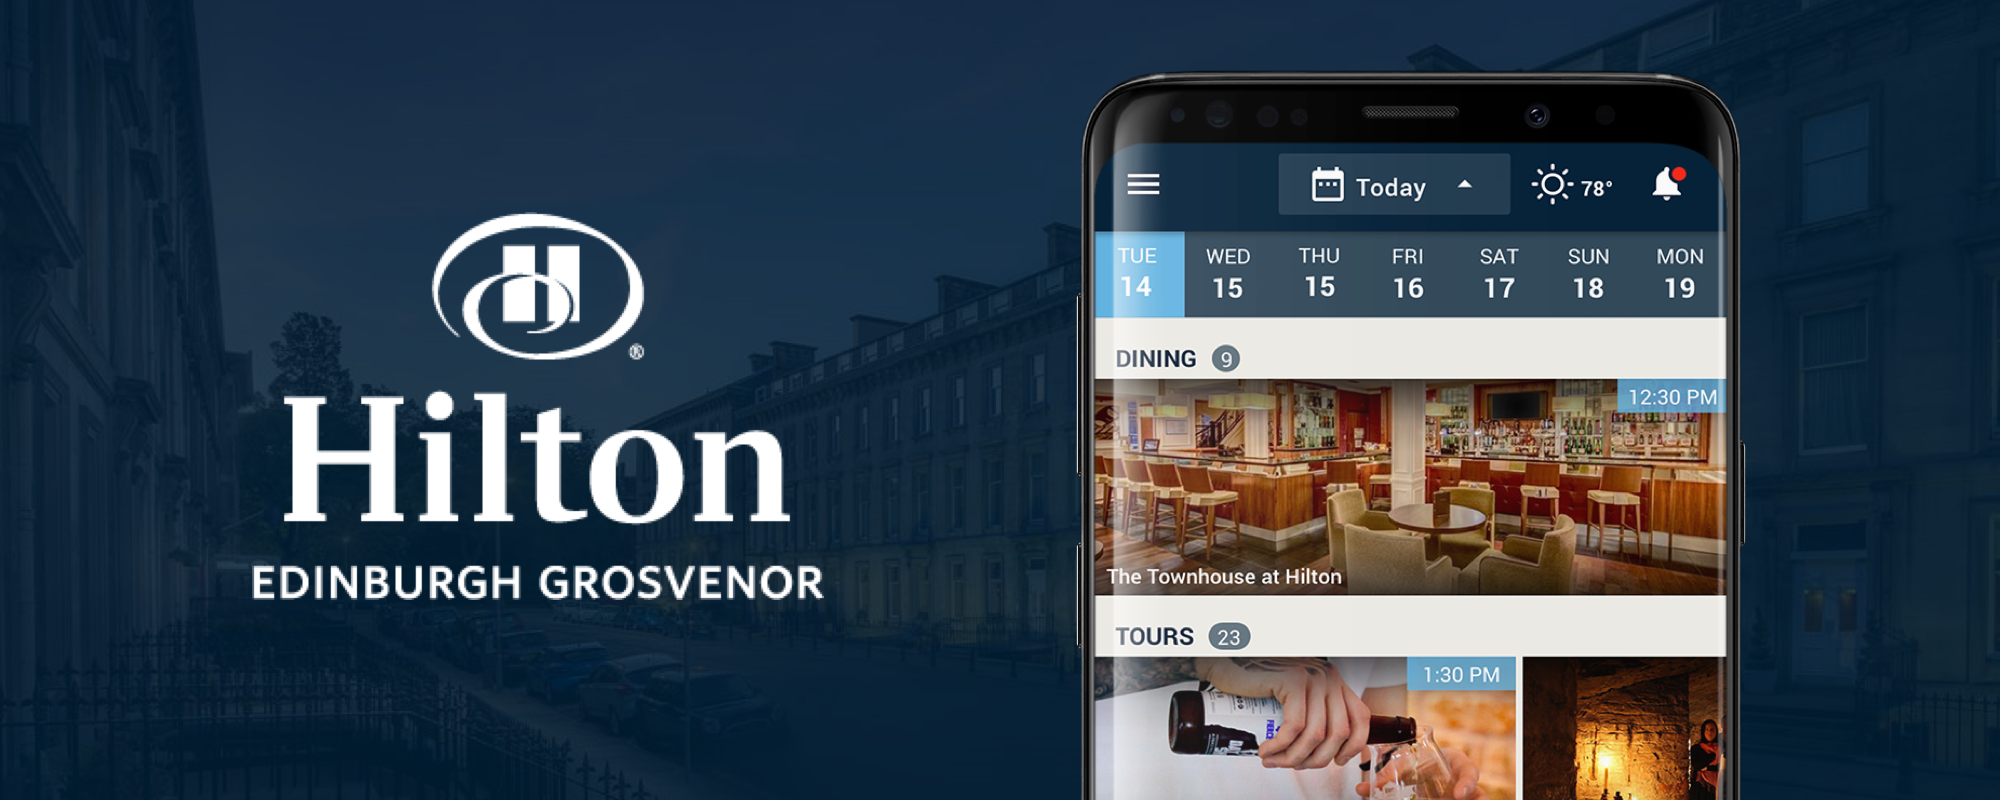 Hilton
EDINBURGH GROSVENOR
Today
78°
TUE WED THU FRI SAT SUN MON
14 15 15 16 17 18 19
DINING 9
12:30 PM
The Townhouse at Hilton
TOURS 23
1:30 PM